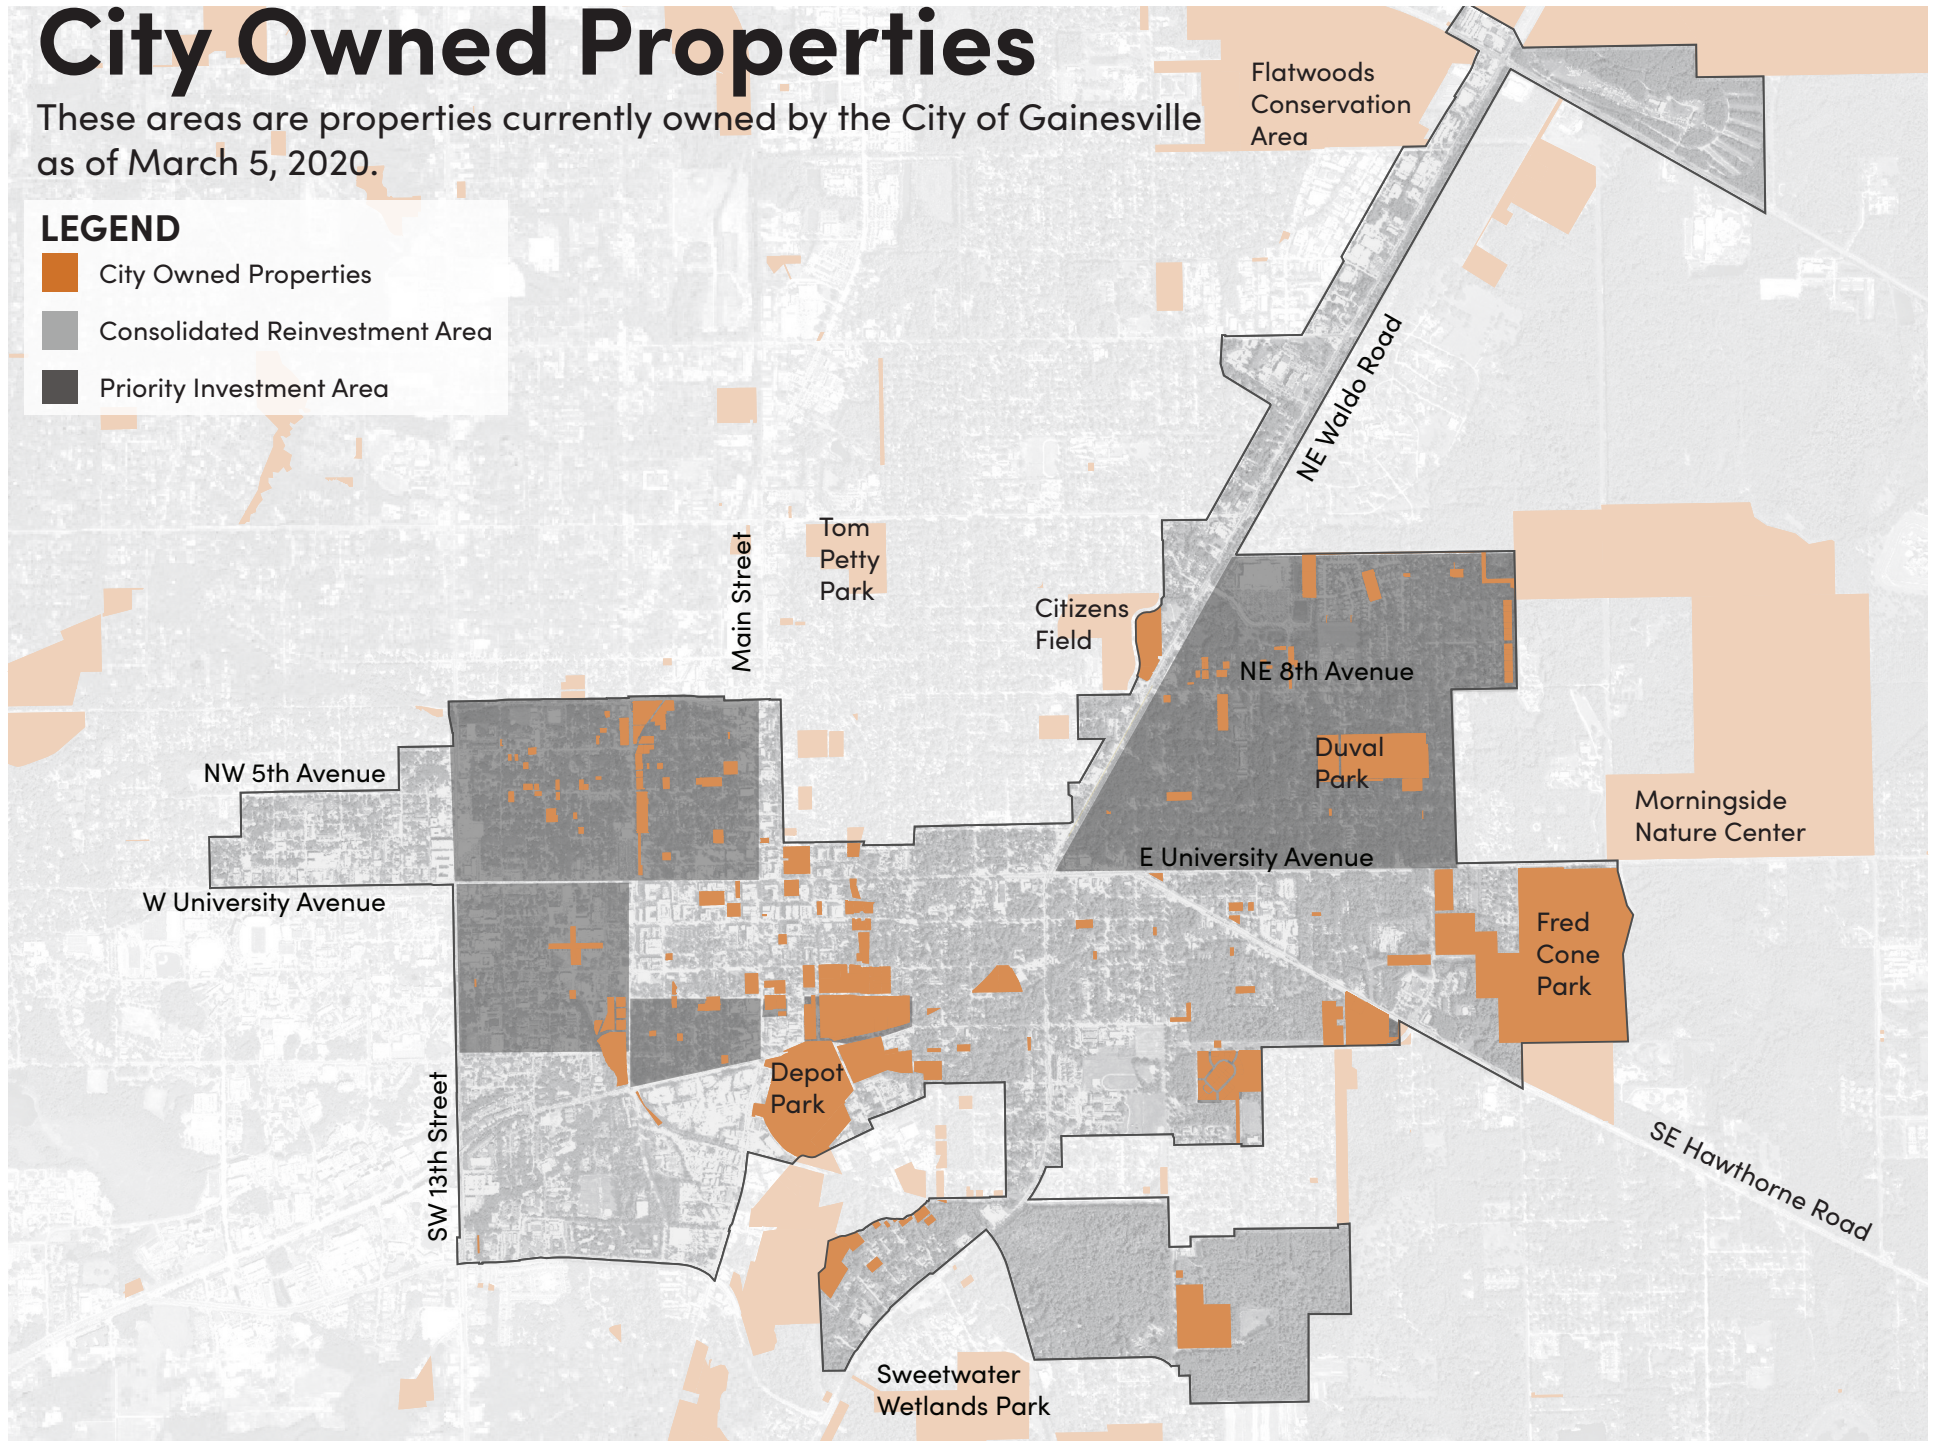 City Owned Properties
These areas are properties currently owned by the City of Gainesville
as of March 5, 2020.
LEGEND
City Owned Properties
Consolidated Reinvestment Area
Priority Investment Area
Flatwoods
Conservation
Area
NE Waldo Road
Tom
Petty
Park
Main Street
Citizens
Field
NE 8th Avenue
Duval
Park
NW 5th Avenue
Morningside
Nature Center
E University Avenue
W University Avenue
Fred
Cone
Park
Depot
Park
SW 13th Street
SE Hawthorne Road
Sweetwater
Wetlands Park